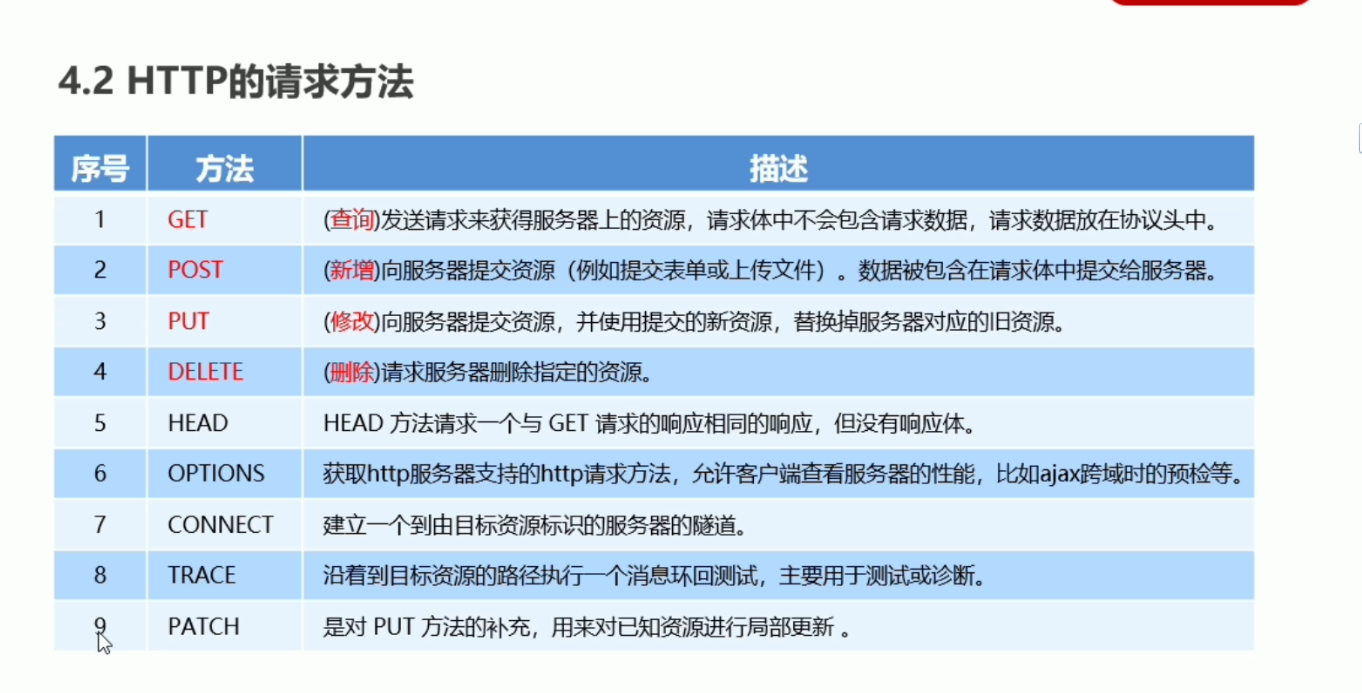 4.2 HTTP的请求方法
序号 方法 描述
1 GET (查询)发送请求来获得服务器上的资源，请求体中不会包含请求数据，请求数据放在协议头中。
2 POST (新增)向服务器提交资源（例如提交表单或上传文件）。数据被包含在请求体中提交给服务器。
3 PUT (修改)向服务器提交资源，并使用提交的新资源，替换掉服务器对应的旧资源。
4 DELETE (删除)请求服务器删除指定的资源。
5 HEAD HEAD 方法请求一个与 GET 请求的响应相同的响应，但没有响应体。
6 OPTIONS 获取http服务器支持的http请求方法，允许客户端查看服务器的性能，比如ajax跨域时的预检等。
7 CONNECT 建立一个到由目标资源标识的服务器的隧道。
8 TRACE 沿着到目标资源的路径执行一个消息环回测试，主要用于测试或诊断。
9 PATCH 是对 PUT 方法的补充，用来对已知资源进行局部更新 。